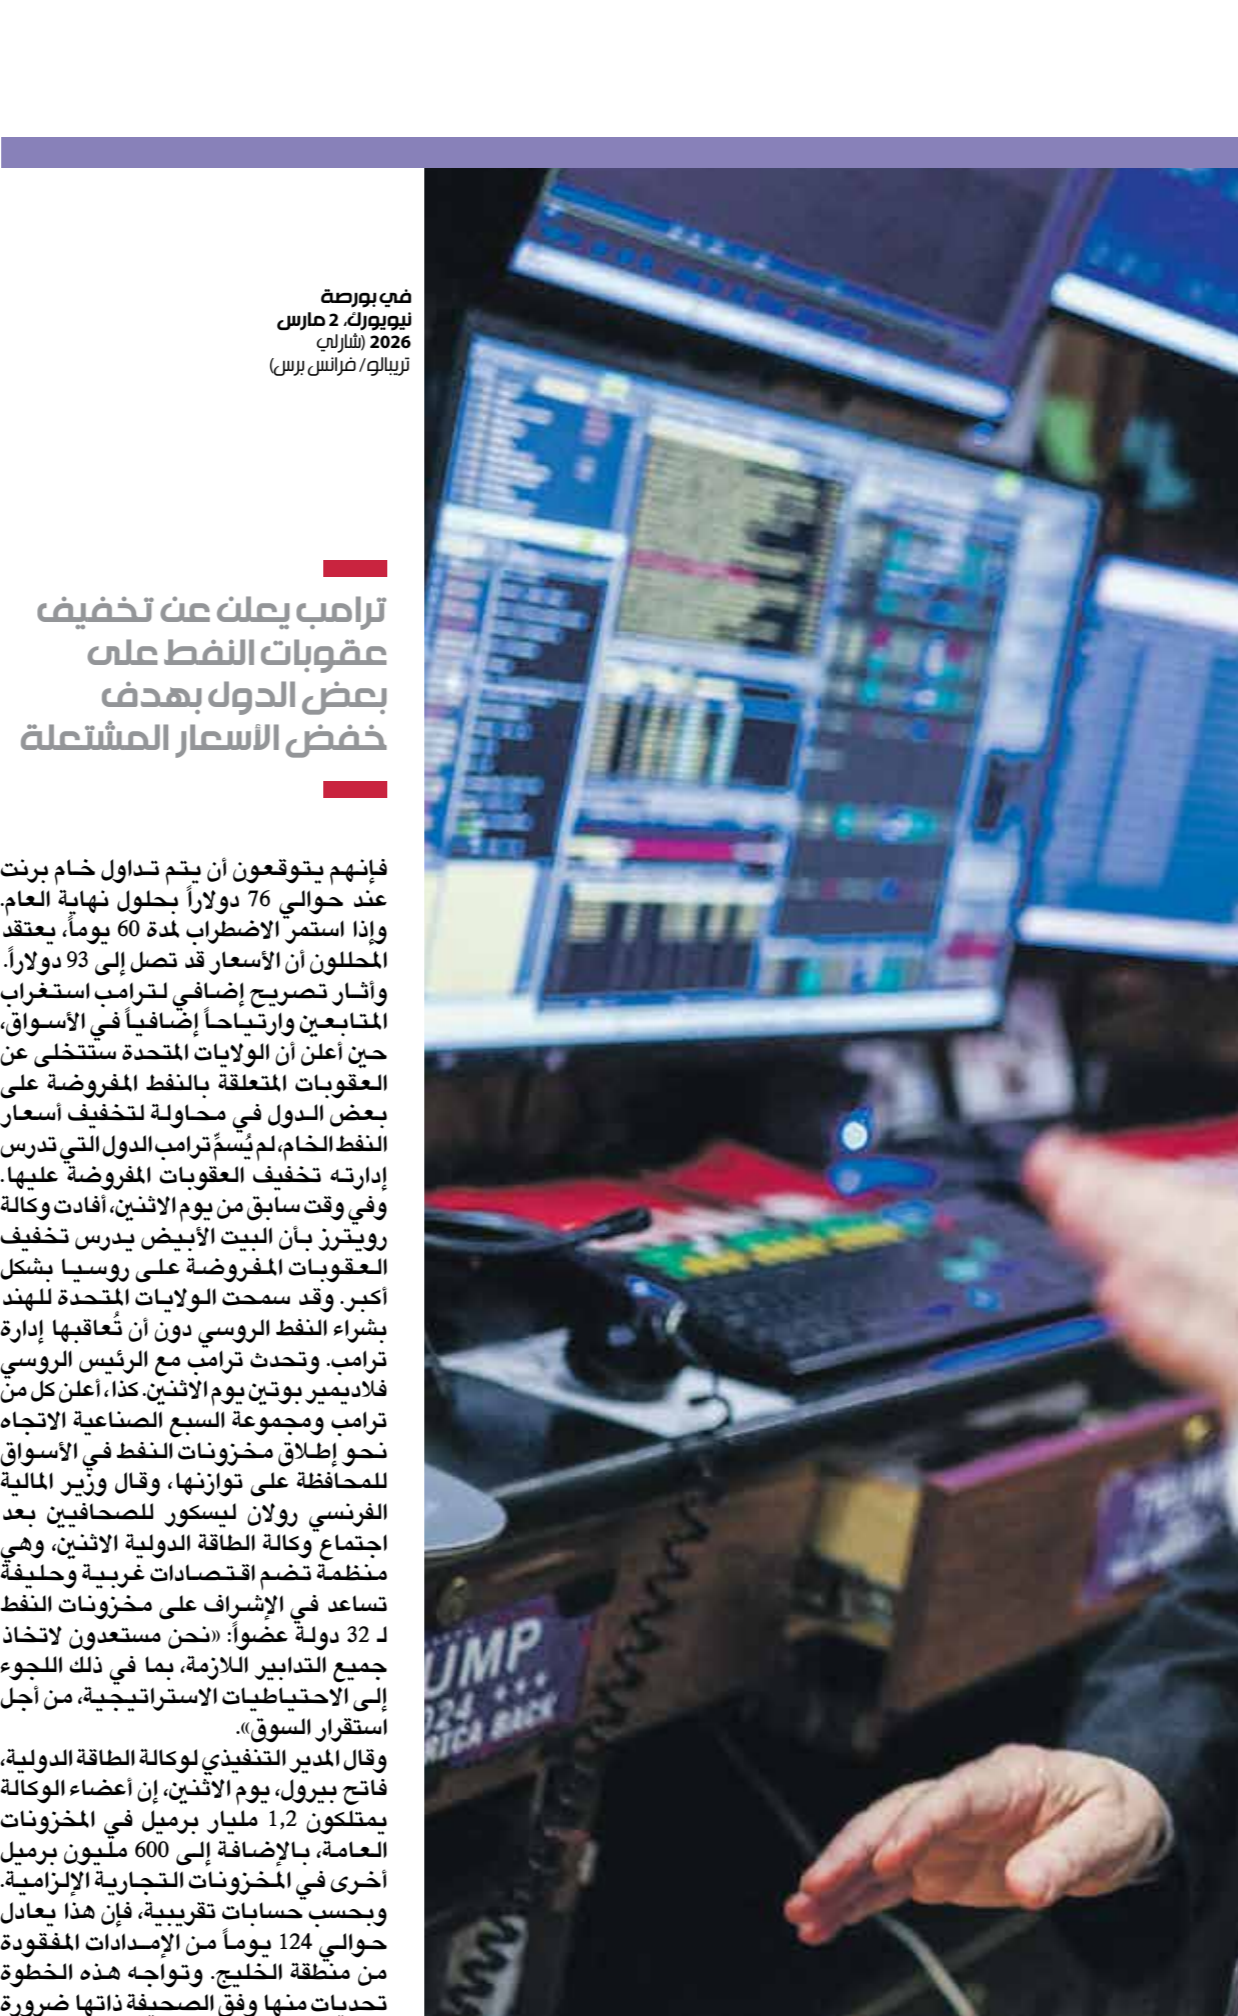 في بورصة
نيويورك، 2 مارس
2026 (شارلي
تريبالو/ فرانس برس)
ترامب يعلن عن تخفيف
عقوبات النفط على
بعض الدول بهدف
خفض الأسعار المشتعلة
فإنهم يتوقعون أن يتم تداول خام برنت
عند حوالي 76 دولاراً بحلول نهاية العام.
وإذا استمر الاضطراب لمدة 60 يوماً، يعتقد
المحللون أن الأسعار قد تصل إلى 93 دولاراً.
وأثار تصريح إضافي لترامب استغراب
المتابعين وارتياحاً إضافياً في الأسواق،
حين أعلن أن الولايات المتحدة ستتخلى عن
العقوبات المتعلقة بالنفط المفروضة على
بعض الدول في محاولة لتخفيف أسعار
النفط الخام، لم يُسمِّ ترامب الدول التي تدرس
إدارته تخفيف العقوبات المفروضة عليها.
وفي وقت سابق من يوم الاثنين، أفادت وكالة
رويترز بأن البيت الأبيض يدرس تخفيف
العقوبات المفروضة على روسيا بشكل
أكبر. وقد سمحت الولايات المتحدة للهند
بشراء النفط الروسي دون أن تُعاقبها إدارة
ترامب. وتحدث ترامب مع الرئيس الروسي
فلاديمير بوتين يوم الاثنين. كذا، أعلن كل من
ترامب ومجموعة السبع الصناعية الاتجاه
نحو إطلاق مخزونات النفط في الأسواق
للمحافظة على توازنها، وقال وزير المالية
الفرنسي رولان ليسكور للصحافيين بعد
اجتماع وكالة الطاقة الدولية الاثنين، وهي
منظمة تضم اقتصادات غربية وحليفة
تساعد في الإشراف على مخزونات النفط
لـ 32 دولة عضواً: «نحن مستعدون لاتخاذ
جميع التدابير اللازمة، بما في ذلك اللجوء
إلى الاحتياطيات الاستراتيجية، من أجل
استقرار السوق».
وقال المدير التنفيذي لوكالة الطاقة الدولية،
فاتح بيرول، يوم الاثنين، إن أعضاء الوكالة
يمتلكون 1,2 مليار برميل في المخزونات
العامة، بالإضافة إلى 600 مليون برميل
أخرى في المخزونات التجارية الإلزامية.
وبحسب حسابات تقريبية، فإن هذا يعادل
حوالي 124 يوماً من الإمدادات المفقودة
من منطقة الخليج. وتواجه هذه الخطوة
تحديات منها وفق الصحيفة ذاتها ضرورة
UMP
024
RICA BACK